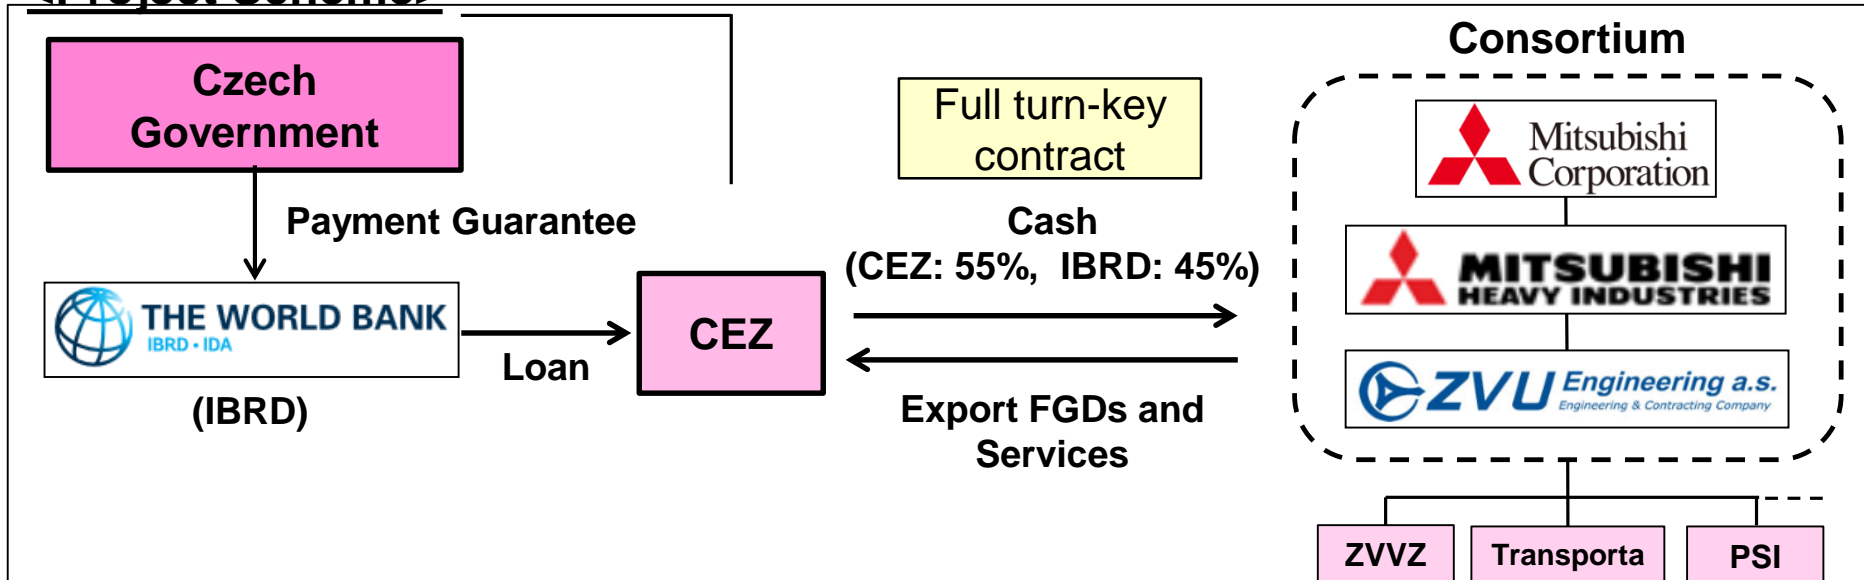 <Project Scheme>
Czech
Government
Payment Guarantee
THE WORLD BANK
IBRD • IDA
(IBRD)
Loan
CEZ
Full turn-key
contract
Cash
(CEZ: 55%, IBRD: 45%)
Export FGDs and
Services
Consortium
Mitsubishi
Corporation
MITSUBISHI
HEAVY INDUSTRIES
ZVU Engineering a.s.
Engineering & Contracting Company
ZVVZ
Transporta
PSI